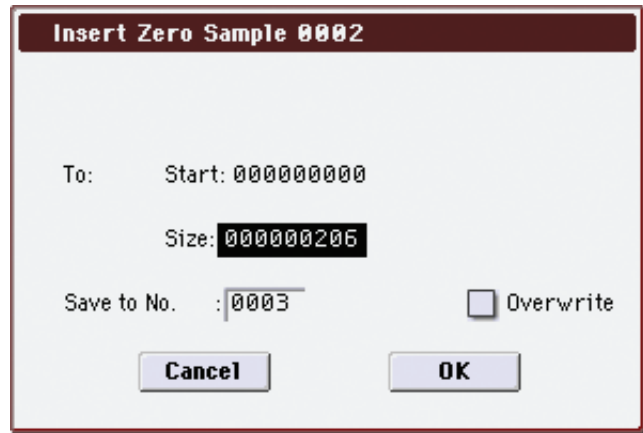 Insert Zero Sample 0002
To: Start: 000000000
Size: 000000206
Save to No. : 0003 Overwrite
Cancel OK